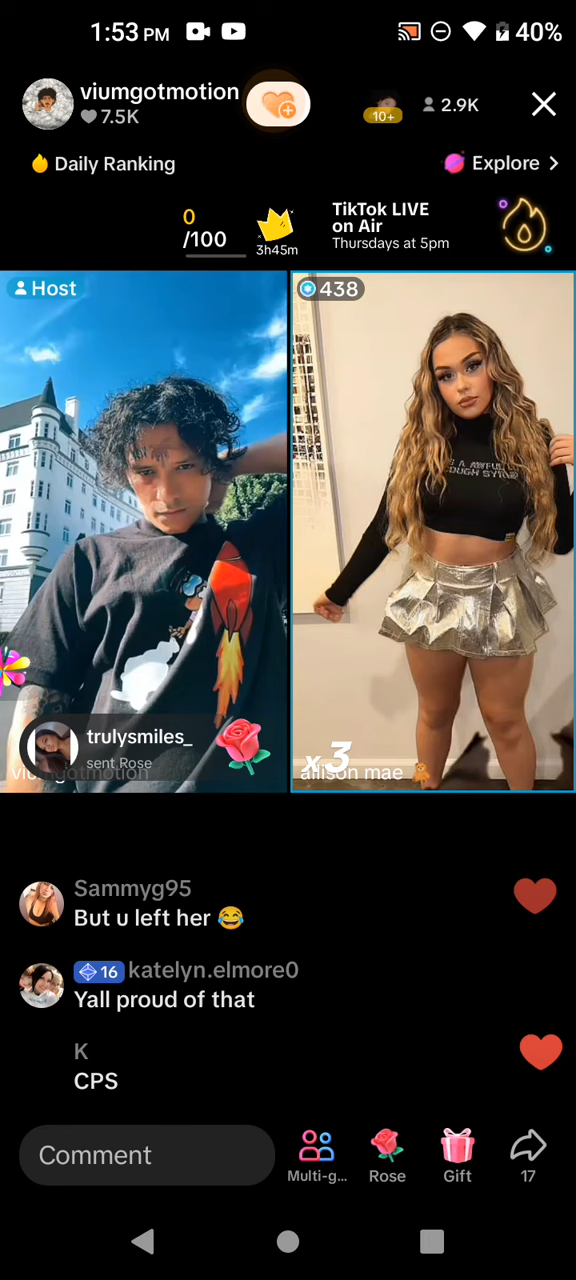 1:53 PM
40%
viumgotmotion
7.5K
10+
2.9K
Daily Ranking
Explore >
0
/100
3h45m
TikTok LIVE
on Air
Thursdays at 5pm
Host
438
trulysmiles_
sent Rose
viumgotmotion
x3
allison mae
Sammyg95
But u left her 😂
16 katelyn.elmore0
Yall proud of that
K
CPS
Comment
Multi-g...
Rose
Gift
17